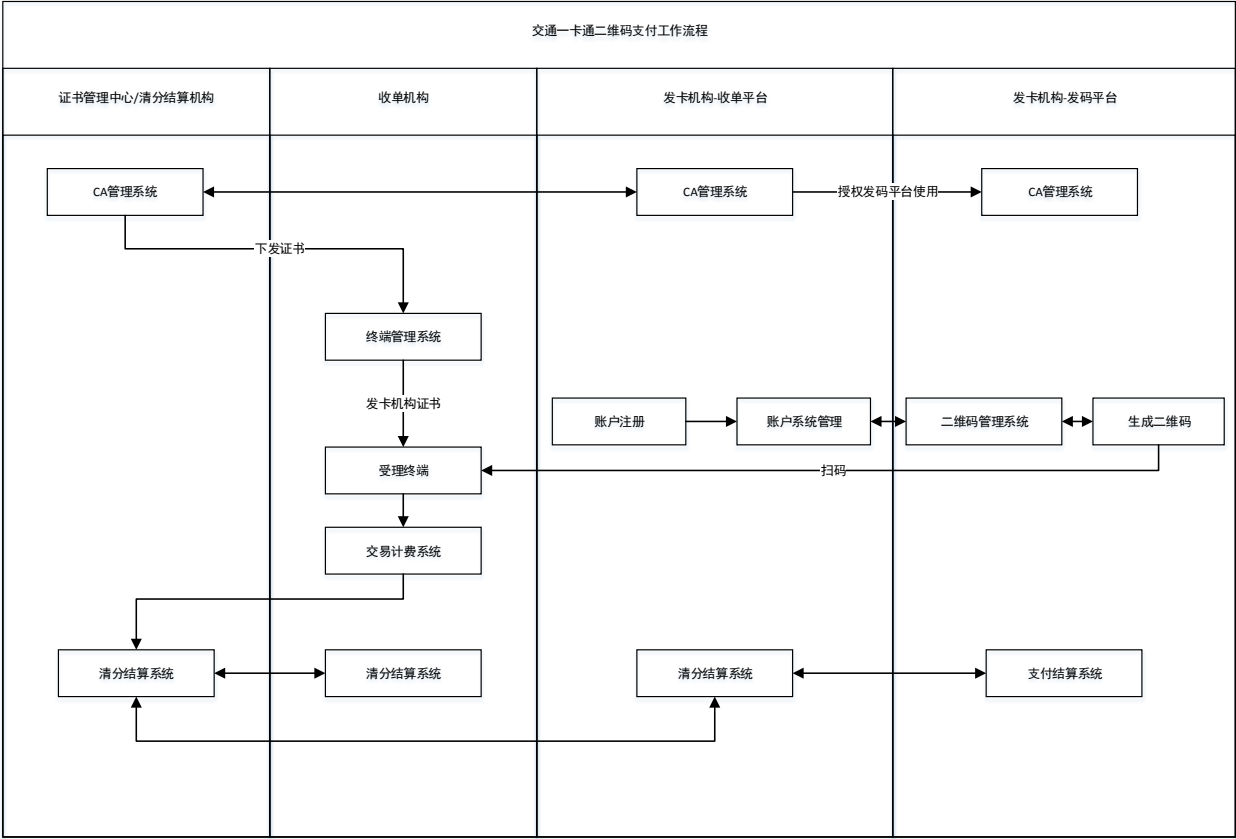 交通一卡通二维码支付工作流程
证书管理中心/清分结算机构
收单机构
发卡机构-收单平台
发卡机构-发码平台
CA管理系统
CA管理系统
授权发码平台使用
CA管理系统
下发证书
终端管理系统
发卡机构证书
账户注册
账户系统管理
二维码管理系统
生成二维码
受理终端
扫码
交易计费系统
清分结算系统
清分结算系统
清分结算系统
支付结算系统